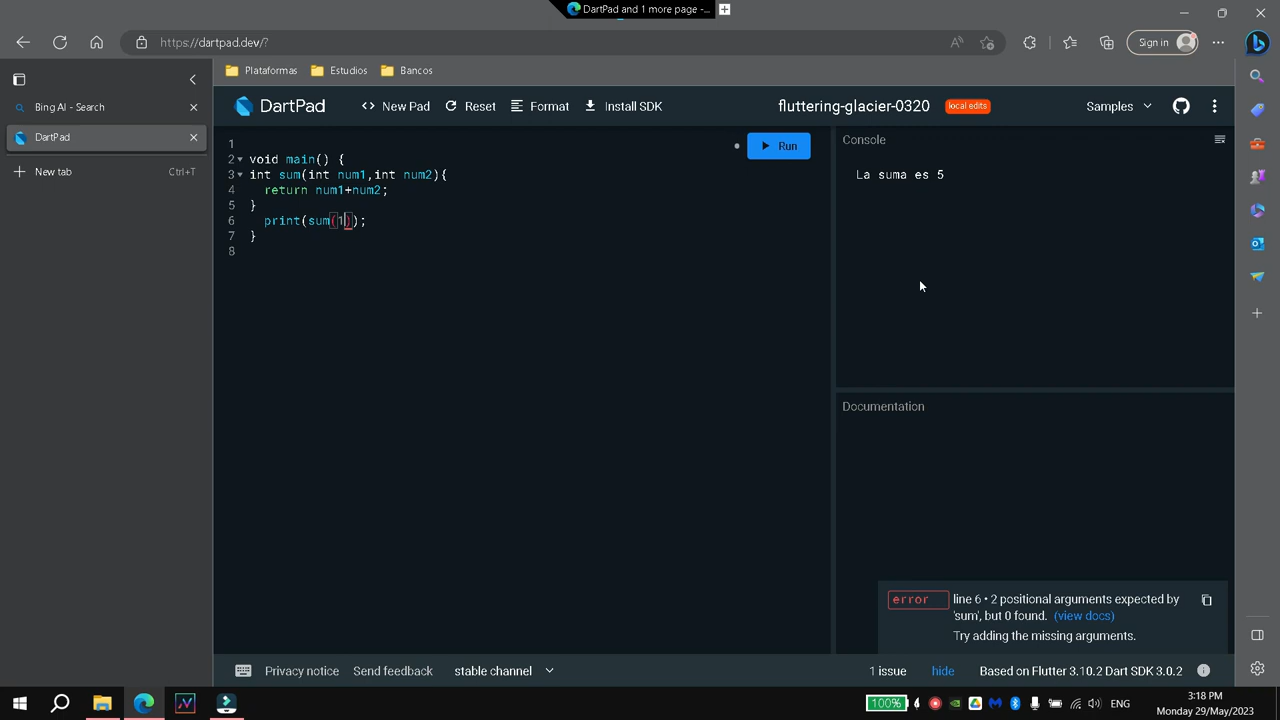 DartPad and 1 more page -...
https://dartpad.dev/?
Sign in
Plataformas Estudios Bancos
Bing AI - Search
DartPad
New tab Ctrl+T
DartPad <> New Pad Reset Format Install SDK fluttering-glacier-0320 local edits Samples
Run
1
2 void main() {
3 int sum(int num1,int num2){
4 return num1+num2;
5 }
6 print(sum(1));
7 }
8
Console
La suma es 5
Documentation
error line 6 • 2 positional arguments expected by
'sum', but 0 found. (view docs)
Try adding the missing arguments.
Privacy notice Send feedback stable channel 1 issue hide Based on Flutter 3.10.2 Dart SDK 3.0.2
100% ENG
3:18 PM
Monday 29/May/2023